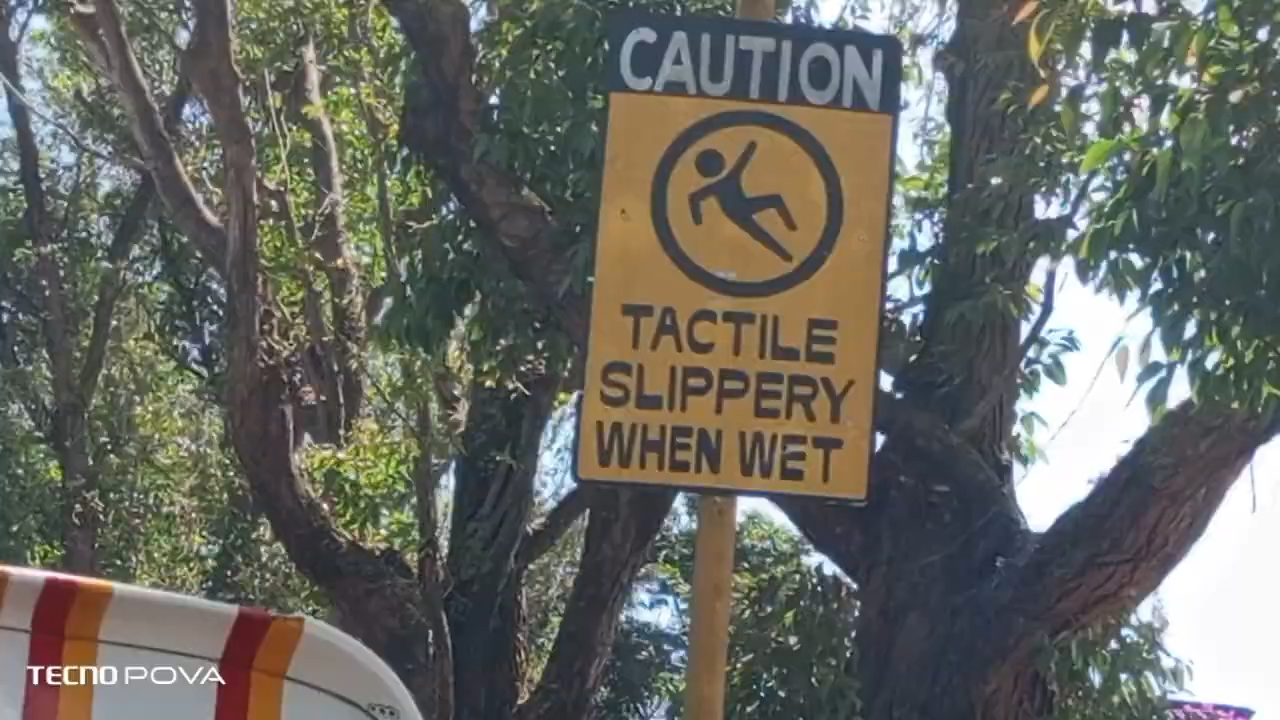 CAUTION
TACTILE
SLIPPERY
WHEN WET
TECNO POVA